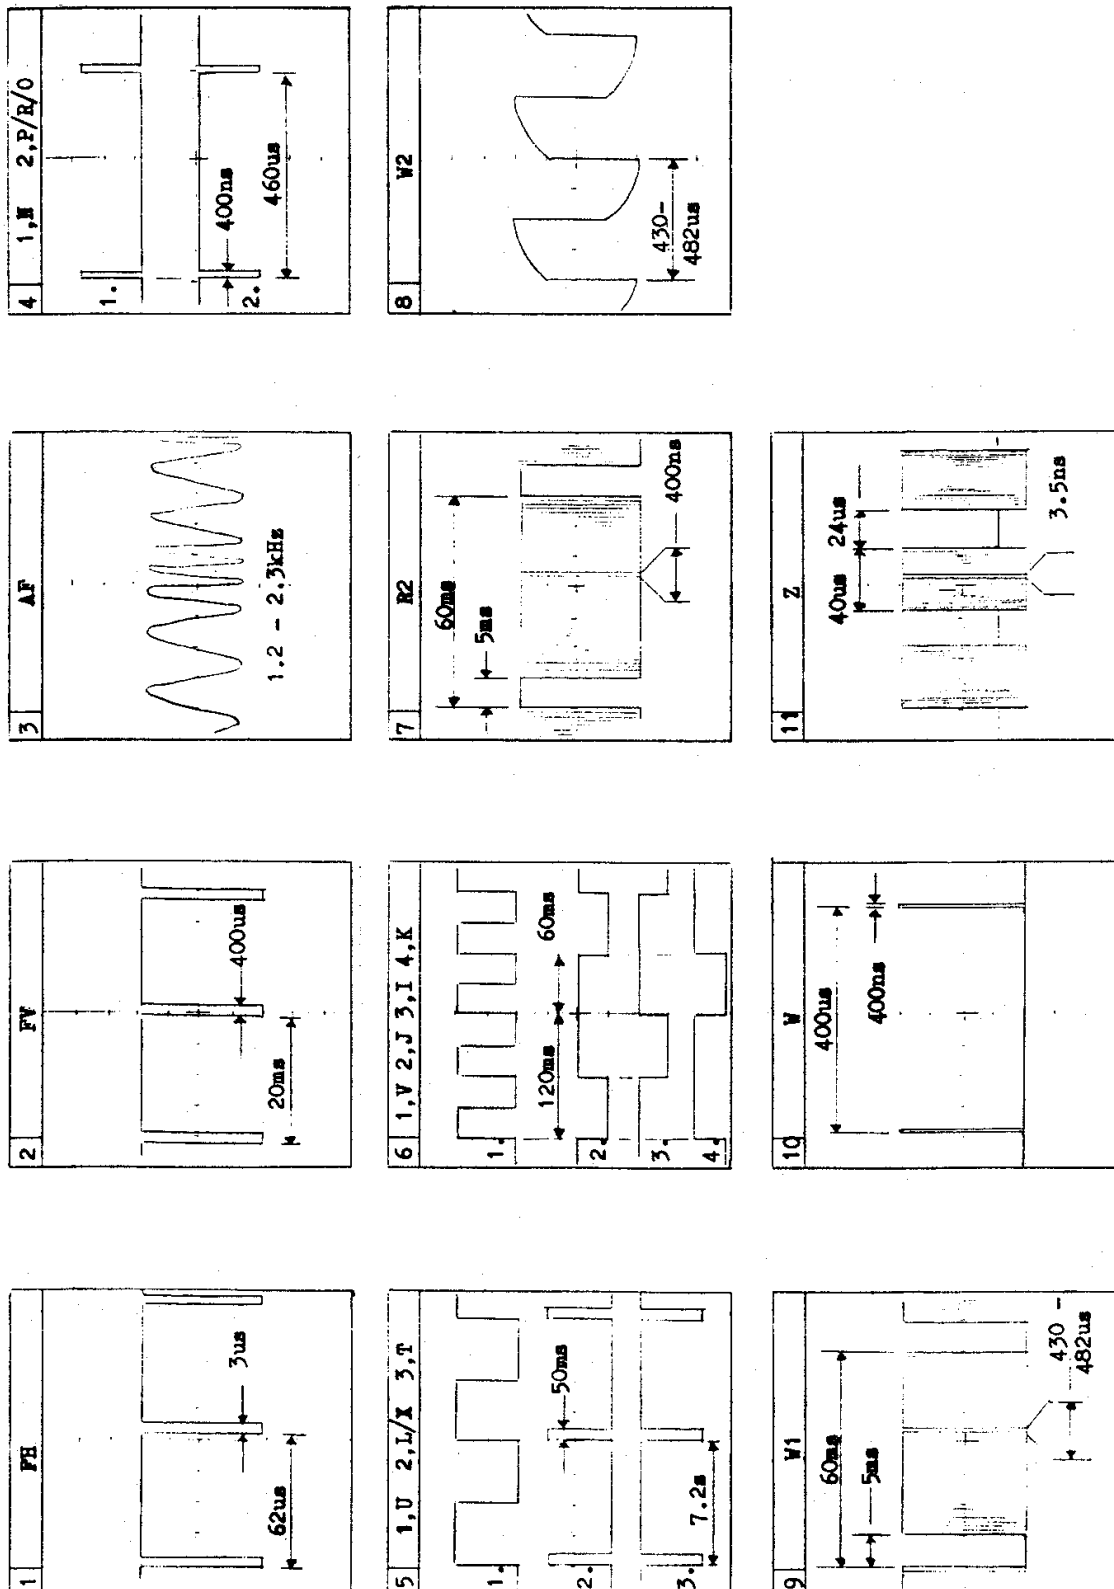 1 FH
62us
3us
2 FV
20ms
400us
3 AF
1.2 - 2.3kHz
4 1,N 2,P/R/O
1.
2.
400ns
460us
5 1,U 2,L/X 3,T
1.
2.
3.
50ms
7.2s
6 1,V 2,J 3,I 4,K
1.
2.
3.
4.
120ms
60ms
7 R2
60ms
5ms
400ns
8 W2
430-
482us
9 W1
60ms
5ms
430 -
482us
10 W
400us
400ns
11 Z
40us
24us
3.5ns